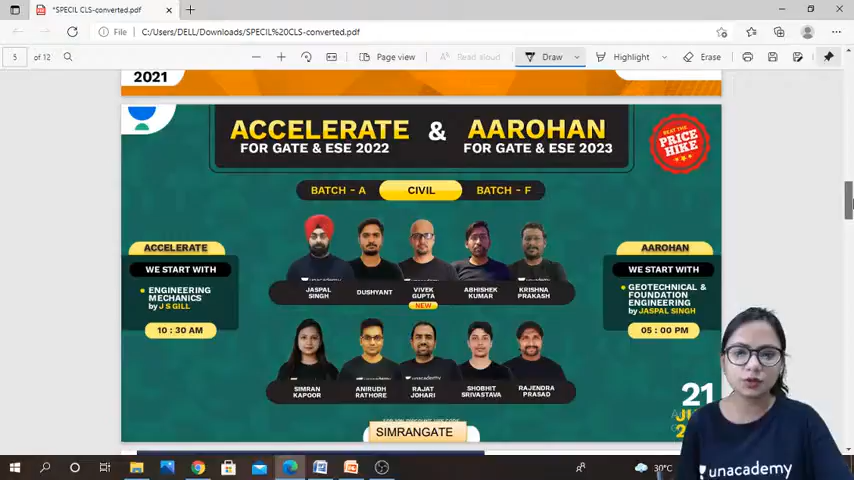 *SPECIL CLS-converted.pdf
File
C:/Users/DELL/Downloads/SPECIL%20CLS-converted.pdf
5 of 12
Page view
Read aloud
Draw
Highlight
Erase
2021
ACCELERATE & AAROHAN
FOR GATE & ESE 2022
FOR GATE & ESE 2023
BEAT THE
PRICE
HIKE
BATCH - A
CIVIL
BATCH - F
ACCELERATE
WE START WITH
ENGINEERING
MECHANICS
by J S GILL
10 : 30 AM
AAROHAN
WE START WITH
GEOTECHNICAL &
FOUNDATION
ENGINEERING
by JASPAL SINGH
05 : 00 PM
JASPAL
SINGH
DUSHYANT
VIVEK
GUPTA
NEW
ABHISHEK
KUMAR
KRISHNA
PRAKASH
unacademy
SIMRAN
KAPOOR
ANIRUDH
RATHORE
RAJAT
JOHARI
SHOBHIT
SRIVASTAVA
RAJENDRA
PRASAD
SIMRANGATE
21
unacademy
30°C